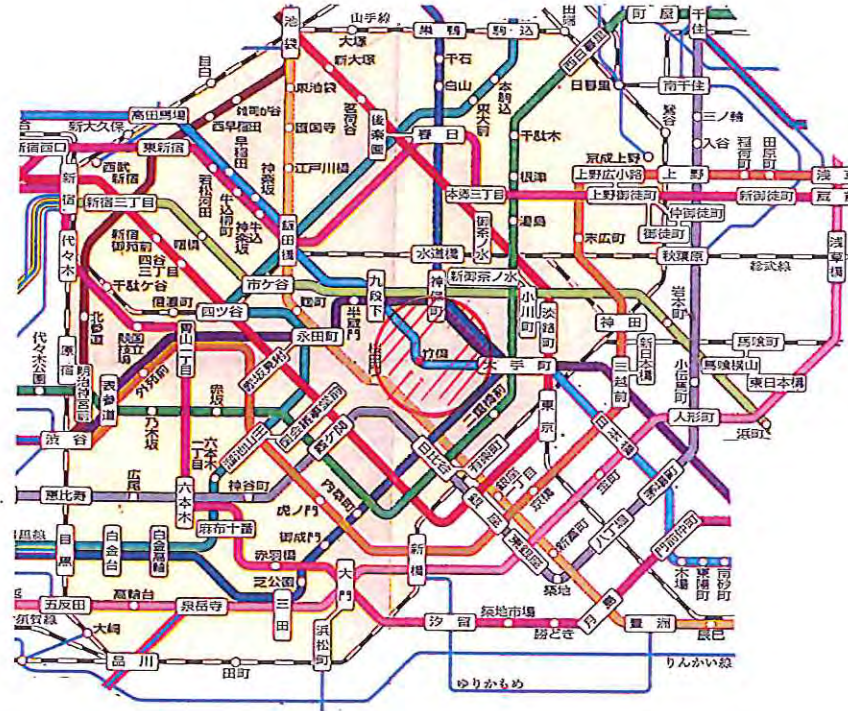 池袋
山手線
大塚
巣鴨
駒込
田端
町屋
千住
新大塚
千石
西日暮里
目白
東池袋
白山
本駒込
日暮里
南千住
雑司が谷
茗荷谷
東大前
鶯谷
三ノ輪
高田馬場
西早稲田
護国寺
後楽園
春日
千駄木
入谷
新大久保
早稲田
京成上野
稲荷町
田原町
新宿西口
東新宿
神楽坂
江戸川橋
根津
上野広小路
上野
浅草
西武新宿
若松河田
牛込柳町
牛込神楽坂
本郷三丁目
上野御徒町
新御徒町
新宿
新宿三丁目
飯田橋
御茶ノ水
湯島
仲御徒町
御徒町
新宿御苑前
曙橋
水道橋
末広町
秋葉原
浅草橋
代々木
四谷三丁目
総武線
市ケ谷
九段下
神保町
新御茶ノ水
小川町
淡路町
岩本町
千駄ケ谷
信濃町
四ツ谷
麹町
半蔵門
神田
馬喰町
北参道
国立競技場
青山一丁目
永田町
桜田門
竹橋
大手町
三越前
新日本橋
小伝馬町
馬喰横山
東日本橋
代々木公園
原宿
明治神宮前
表参道
外苑前
赤坂見附
人形町
浜町
乃木坂
赤坂
国会議事堂前
二重橋前
東京
日本橋
渋谷
溜池山王
霞ケ関
日比谷
有楽町
茅場町
六本木一丁目
広尾
神谷町
内幸町
銀座一丁目
京橋
宝町
恵比寿
六本木
虎ノ門
銀座
八丁堀
門前仲町
麻布十番
御成門
東銀座
新富町
目黒
白金台
白金高輪
赤羽橋
新橋
築地
木場
東陽町
南砂町
芝公園
大門
五反田
高輪台
泉岳寺
三田
汐留
築地市場
勝どき
月島
豊洲
辰巳
大崎
浜松町
品川
田町
りんかい線
ゆりかもめ